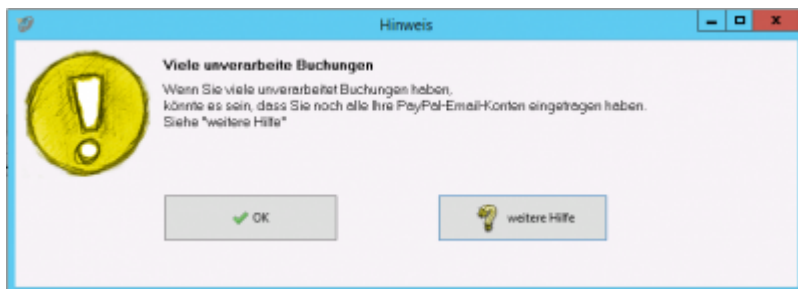 Hinweis
Viele unverarbeite Buchungen
Wenn Sie viele unverarbeitet Buchungen haben,
könnte es sein, dass Sie noch alle Ihre PayPal-Email-Konten eingetragen haben.
Siehe "weitere Hilfe"
OK
weitere Hilfe